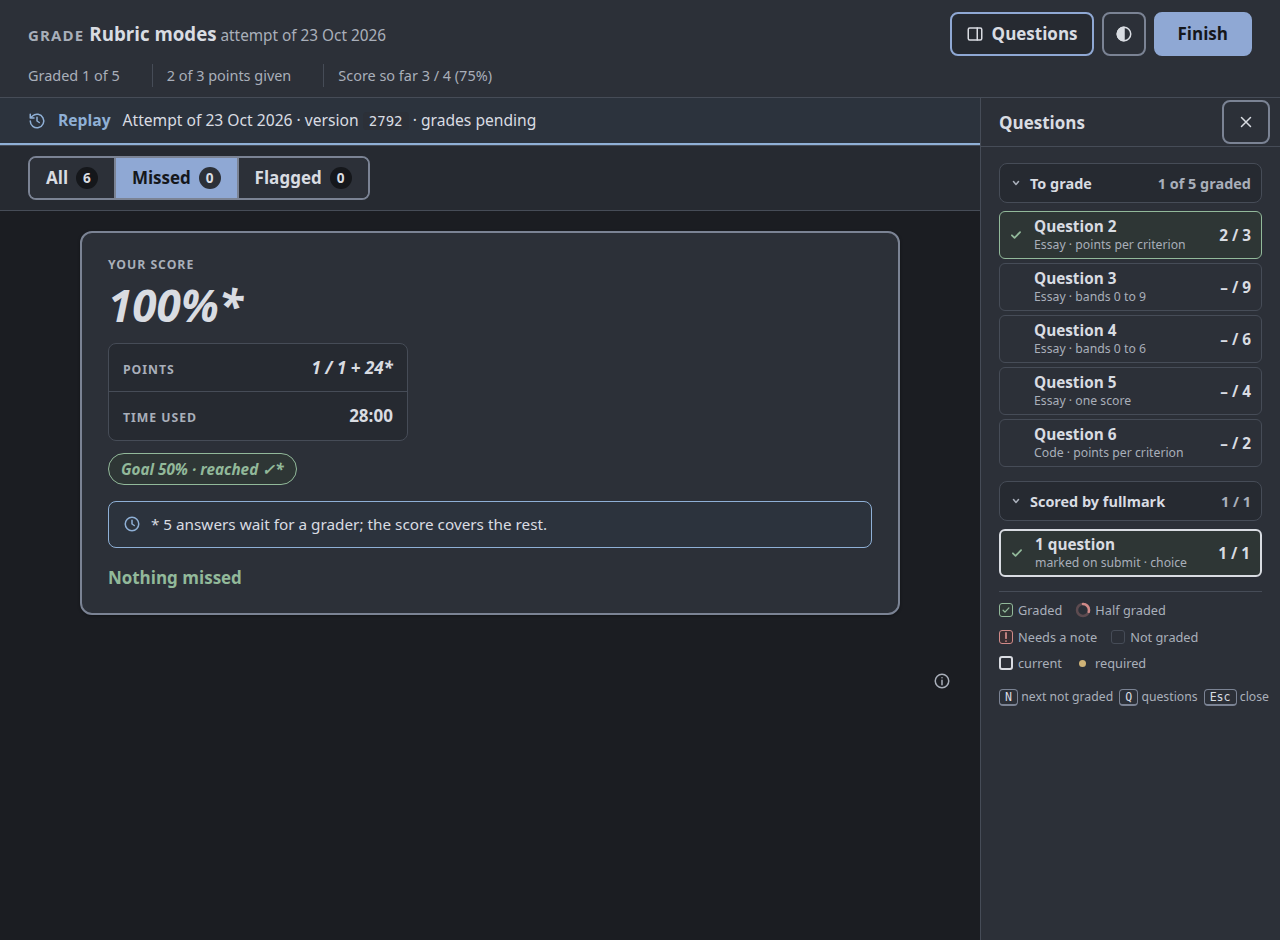 GRADE Rubric modes attempt of 23 Oct 2026
Questions
Finish
Graded 1 of 5
2 of 3 points given
Score so far 3 / 4 (75%)
Replay Attempt of 23 Oct 2026 · version 2792 · grades pending
All 6
Missed 0
Flagged 0
YOUR SCORE
100%*
POINTS 1 / 1 + 24*
TIME USED 28:00
Goal 50% · reached ✓*
* 5 answers wait for a grader; the score covers the rest.
Nothing missed
Questions
To grade 1 of 5 graded
Question 2
Essay · points per criterion
2 / 3
Question 3
Essay · bands 0 to 9
– / 9
Question 4
Essay · bands 0 to 6
– / 6
Question 5
Essay · one score
– / 4
Question 6
Code · points per criterion
– / 2
Scored by fullmark 1 / 1
1 question
marked on submit · choice
1 / 1
Graded Half graded
Needs a note Not graded
current required
N next not graded Q questions Esc close